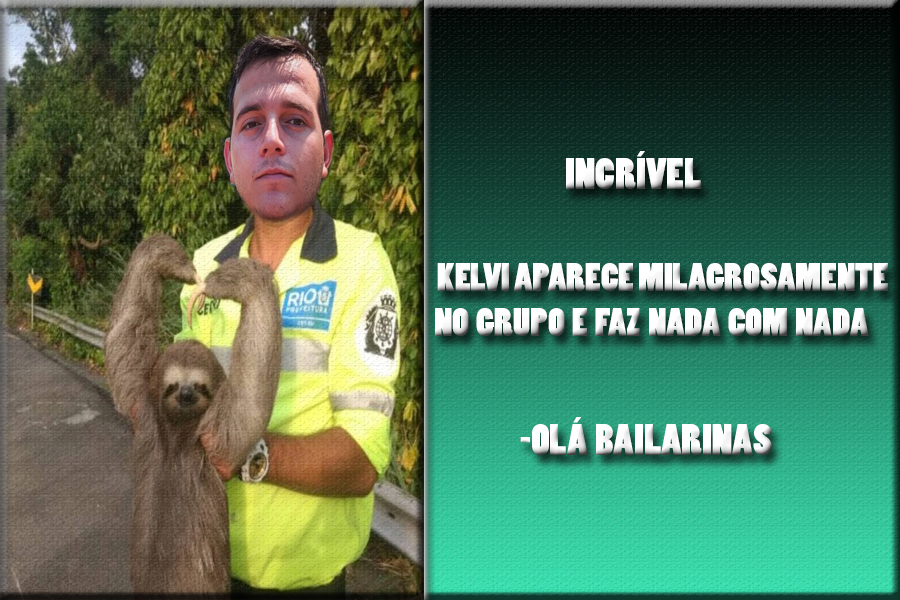 RIO
PREFEITURA
INCRÍVEL
KELVI APARECE MILAGROSAMENTE
NO GRUPO E FAZ NADA COM NADA
-OLÁ BAILARINAS